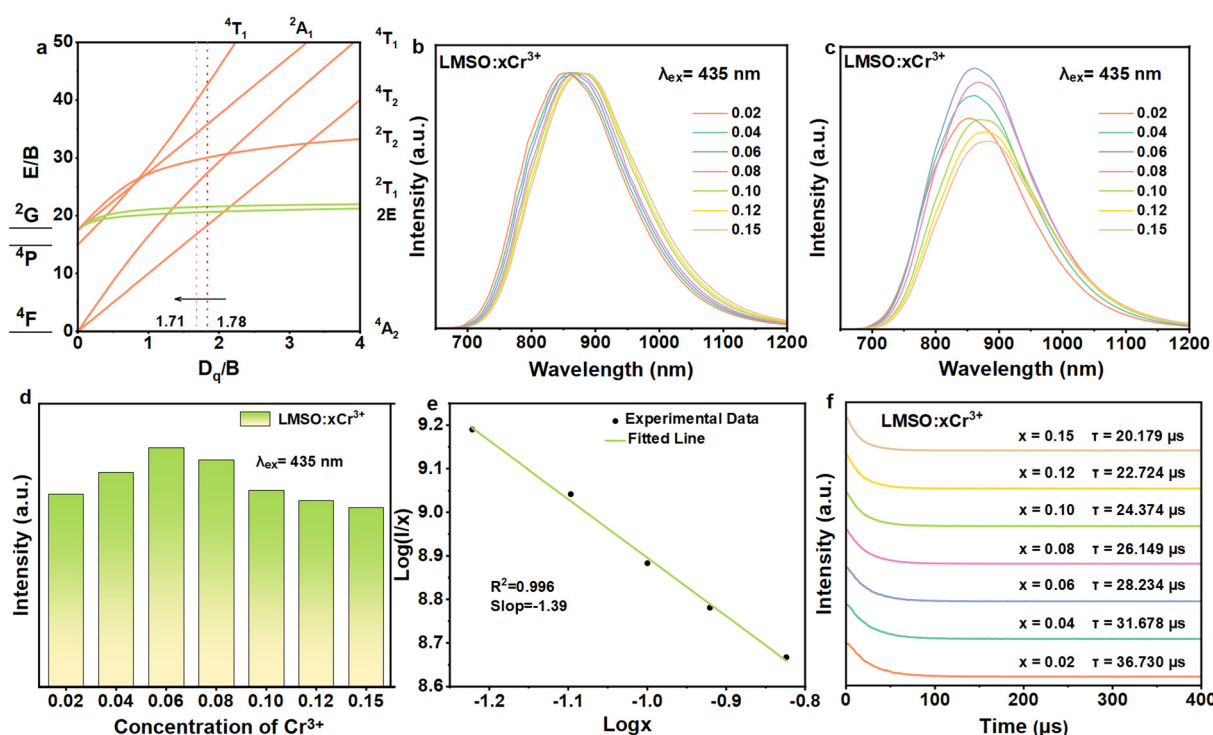 a
⁴T₁
²A₁
⁴T₁
⁴T₂
²T₂
²T₁
2E
⁴A₂
²G
⁴P
⁴F
E/B
50
40
30
20
10
0
1.71
1.78
0 1 2 3 4
D_q/B
b
LMSO:xCr³⁺
λex= 435 nm
0.02
0.04
0.06
0.08
0.10
0.12
0.15
Intensity (a.u.)
700 800 900 1000 1100 1200
Wavelength (nm)
c
LMSO:xCr³⁺
λex= 435 nm
0.02
0.04
0.06
0.08
0.10
0.12
0.15
Intensity (a.u.)
700 800 900 1000 1100 1200
Wavelength (nm)
d
LMSO:xCr³⁺
λex= 435 nm
Intensity (a.u.)
0.02 0.04 0.06 0.08 0.10 0.12 0.15
Concentration of Cr³⁺
e
Experimental Data
Fitted Line
R²=0.996
Slop=-1.39
Log(I/x)
9.2
9.1
9.0
8.9
8.8
8.7
8.6
-1.2 -1.1 -1.0 -0.9 -0.8
Logx
f
LMSO:xCr³⁺
x = 0.15 τ = 20.179 μs
x = 0.12 τ = 22.724 μs
x = 0.10 τ = 24.374 μs
x = 0.08 τ = 26.149 μs
x = 0.06 τ = 28.234 μs
x = 0.04 τ = 31.678 μs
x = 0.02 τ = 36.730 μs
Intensity (a.u.)
0 100 200 300 400
Time (μs)